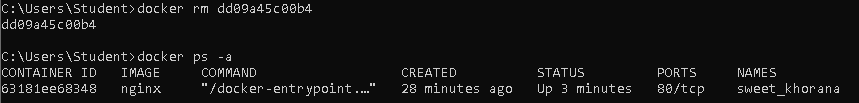 C:\Users\Student>docker rm dd09a45c00b4
dd09a45c00b4
C:\Users\Student>docker ps -a
CONTAINER ID   IMAGE     COMMAND                  CREATED          STATUS         PORTS     NAMES
63181ee68348   nginx     "/docker-entrypoint.…"   28 minutes ago   Up 3 minutes   80/tcp    sweet_khorana